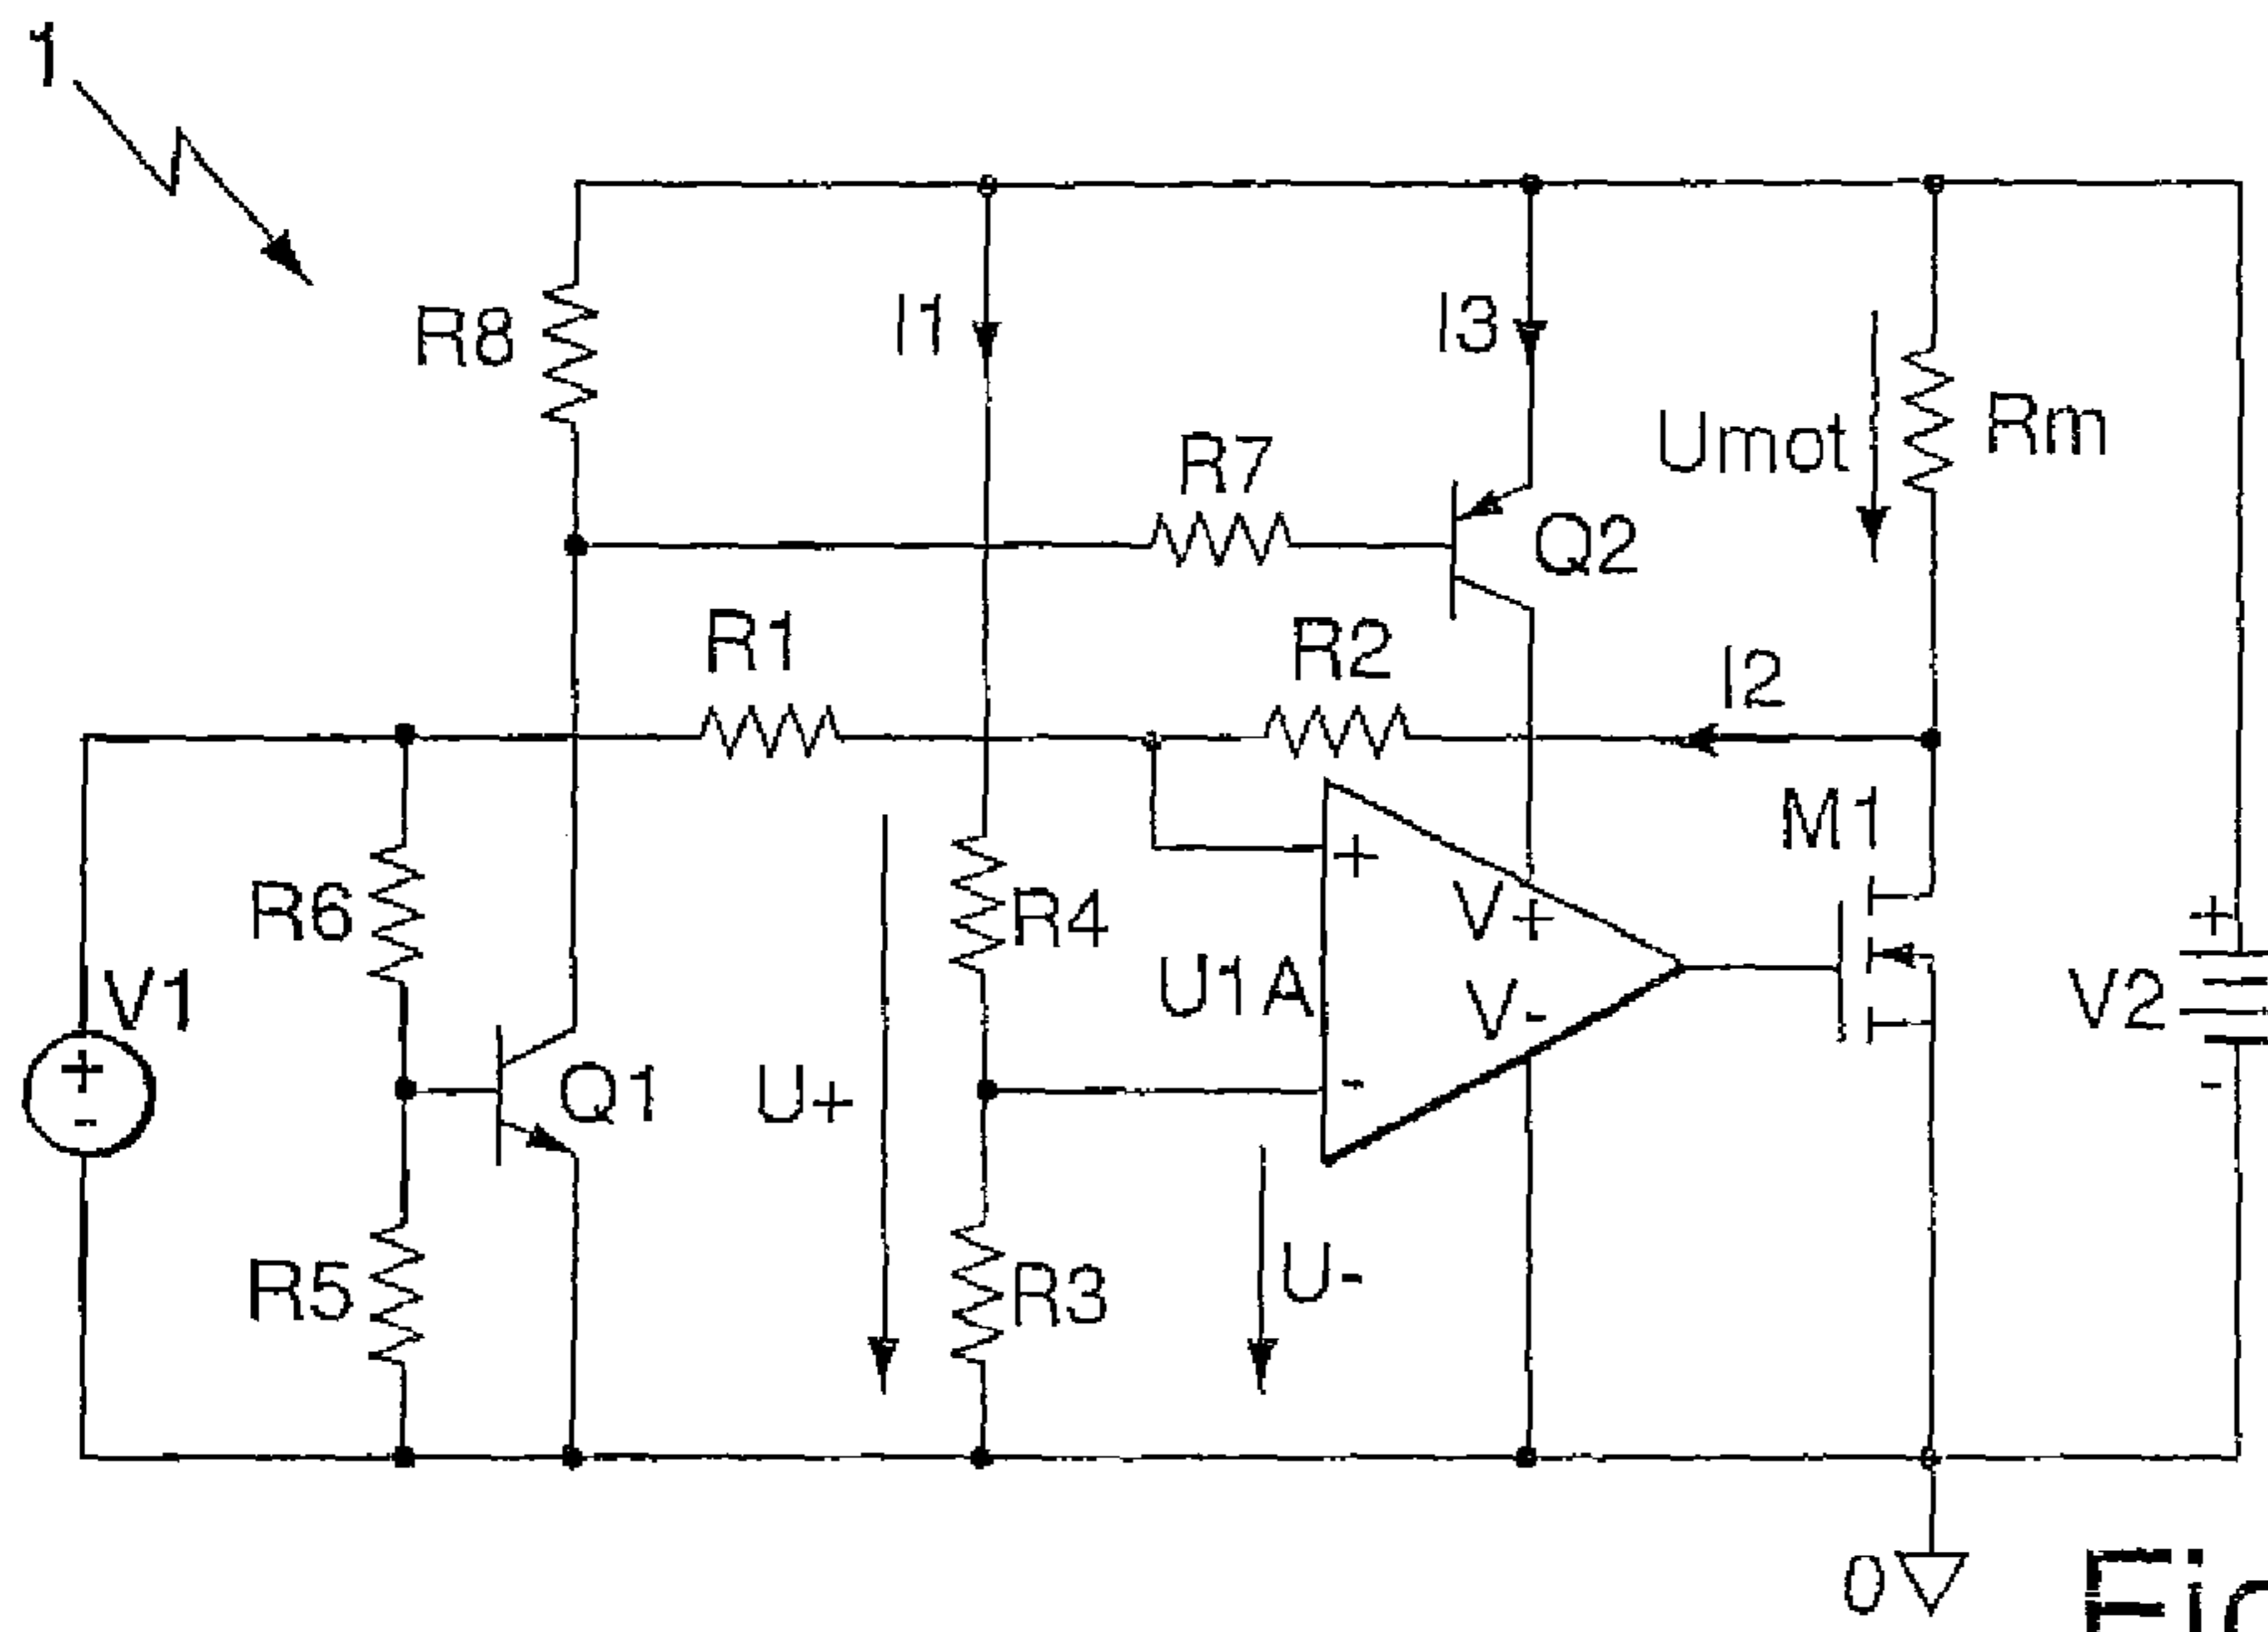 1
R8
I1
I3
Umot
Rm
R7
Q2
R1
R2
I2
M1
+
V+
R6
R4
U1A
V-
+
V1
V2
+
-
Q1
U+
-
-
R5
R3
U-
0